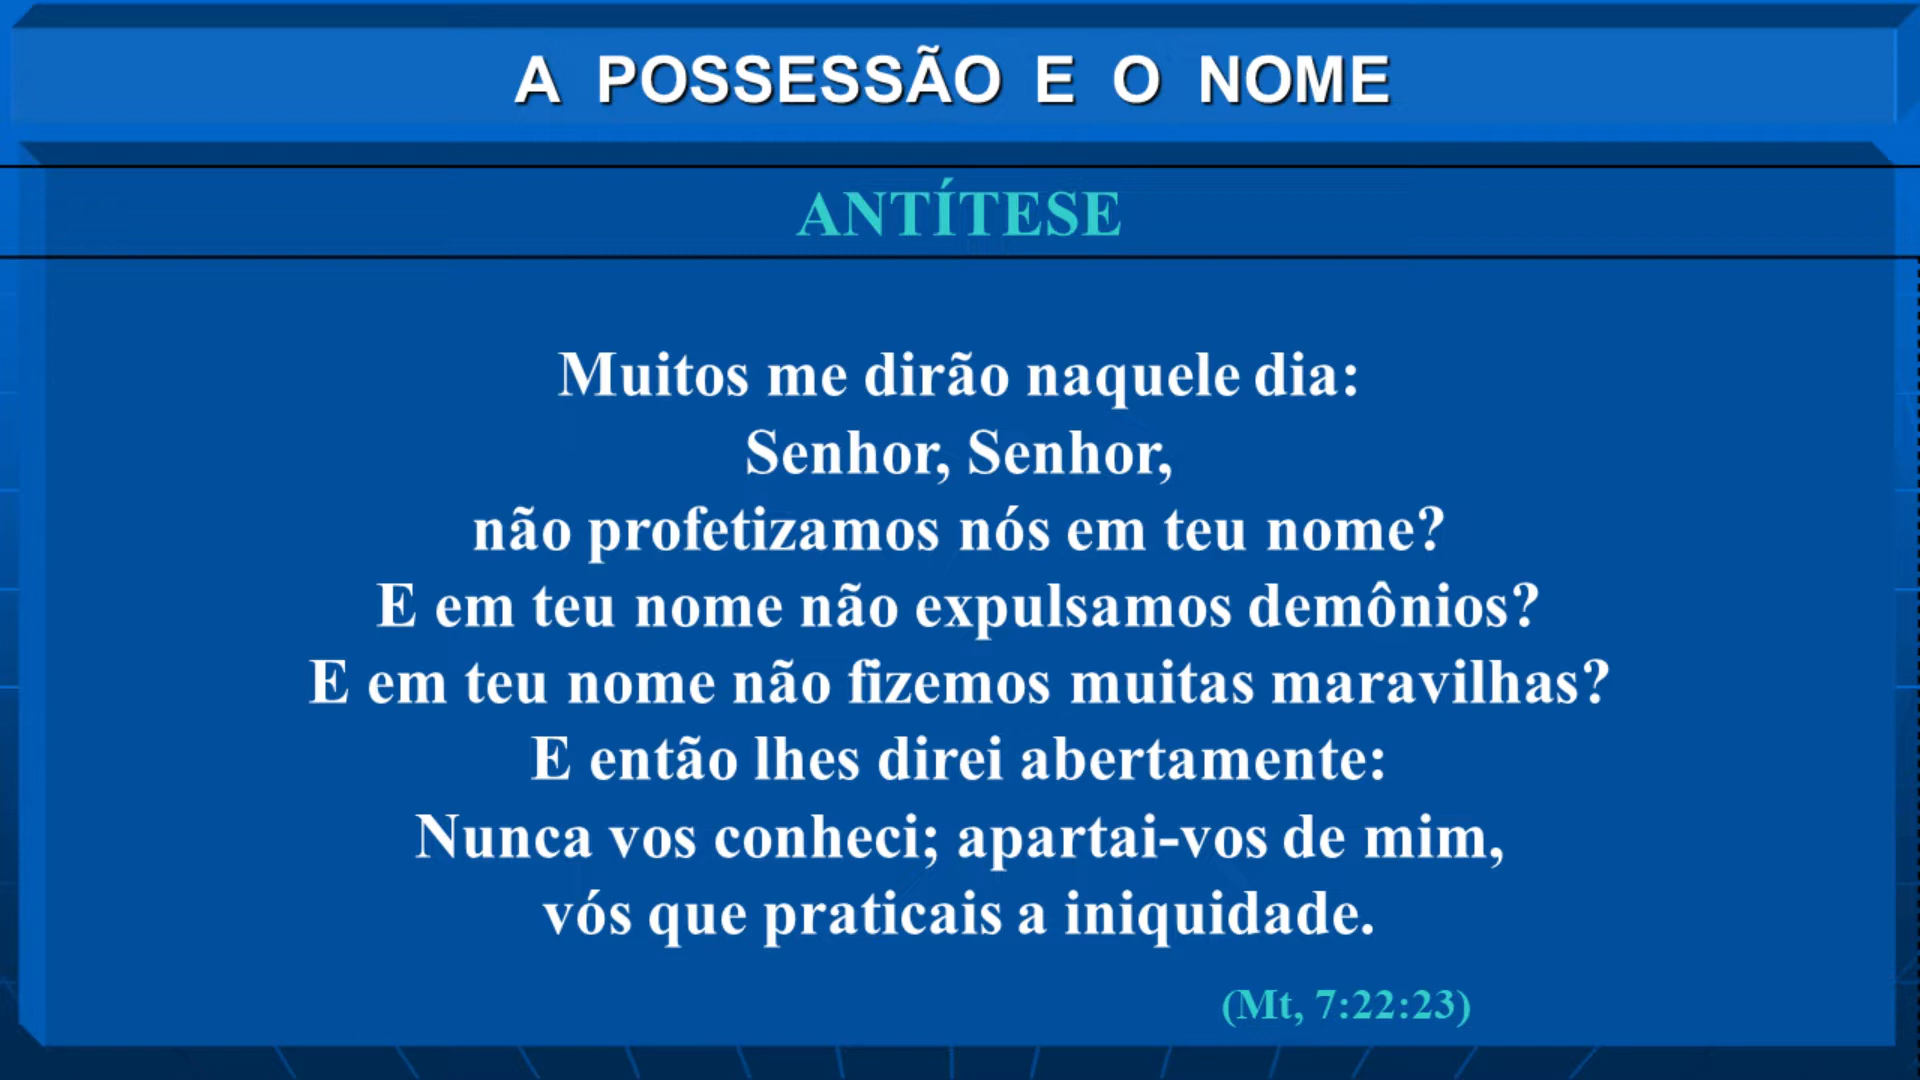 A POSSESSÃO E O NOME
ANTÍTESE
Muitos me dirão naquele dia:
Senhor, Senhor,
não profetizamos nós em teu nome?
E em teu nome não expulsamos demônios?
E em teu nome não fizemos muitas maravilhas?
E então lhes direi abertamente:
Nunca vos conheci; apartai-vos de mim,
vós que praticais a iniquidade.
(Mt, 7:22:23)